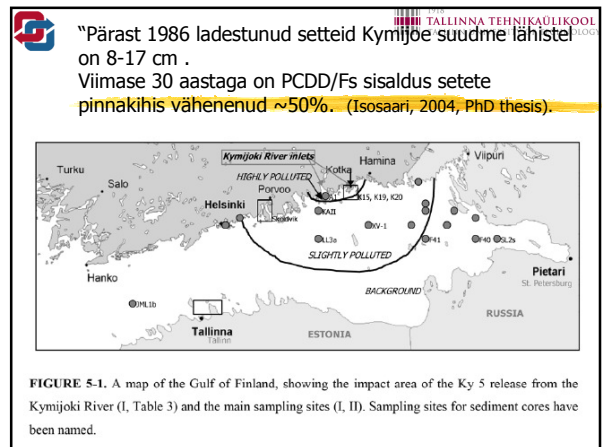 1918
TALLINNA TEHNIKAÜLIKOOL
"Pärast 1986 ladestunud setteid Kymijoe suudme lähistel
on 8-17 cm .
Viimase 30 aastaga on PCDD/Fs sisaldus setete
pinnakihis vähenenud ~50%. (Isosaari, 2004, PhD thesis).
Kymijoki River inlets
Viipuri
Turku
Kotka
Hamina
HIGHLY POLLUTED
Salo
Porvoo
K15, K19, K20
Helsinki
Sköldvik
KAII
KV-1
LL3a
F41
F40
SL2s
SLIGHTLY POLLUTED
Hanko
Pietari
St. Petersburg
BACKGROUND
JML1b
RUSSIA
Tallinna
Tallinn
ESTONIA
FIGURE 5-1. A map of the Gulf of Finland, showing the impact area of the Ky 5 release from the
Kymijoki River (I, Table 3) and the main sampling sites (I, II). Sampling sites for sediment cores have
been named.